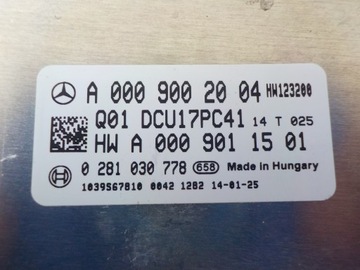 A 000 900 20 04 HW123200
Q01 DCU17PC41 14 T 025
HW A 000 901 15 01
0 281 030 778 658 Made in Hungary
1039S67810 0042 1282 14-01-25